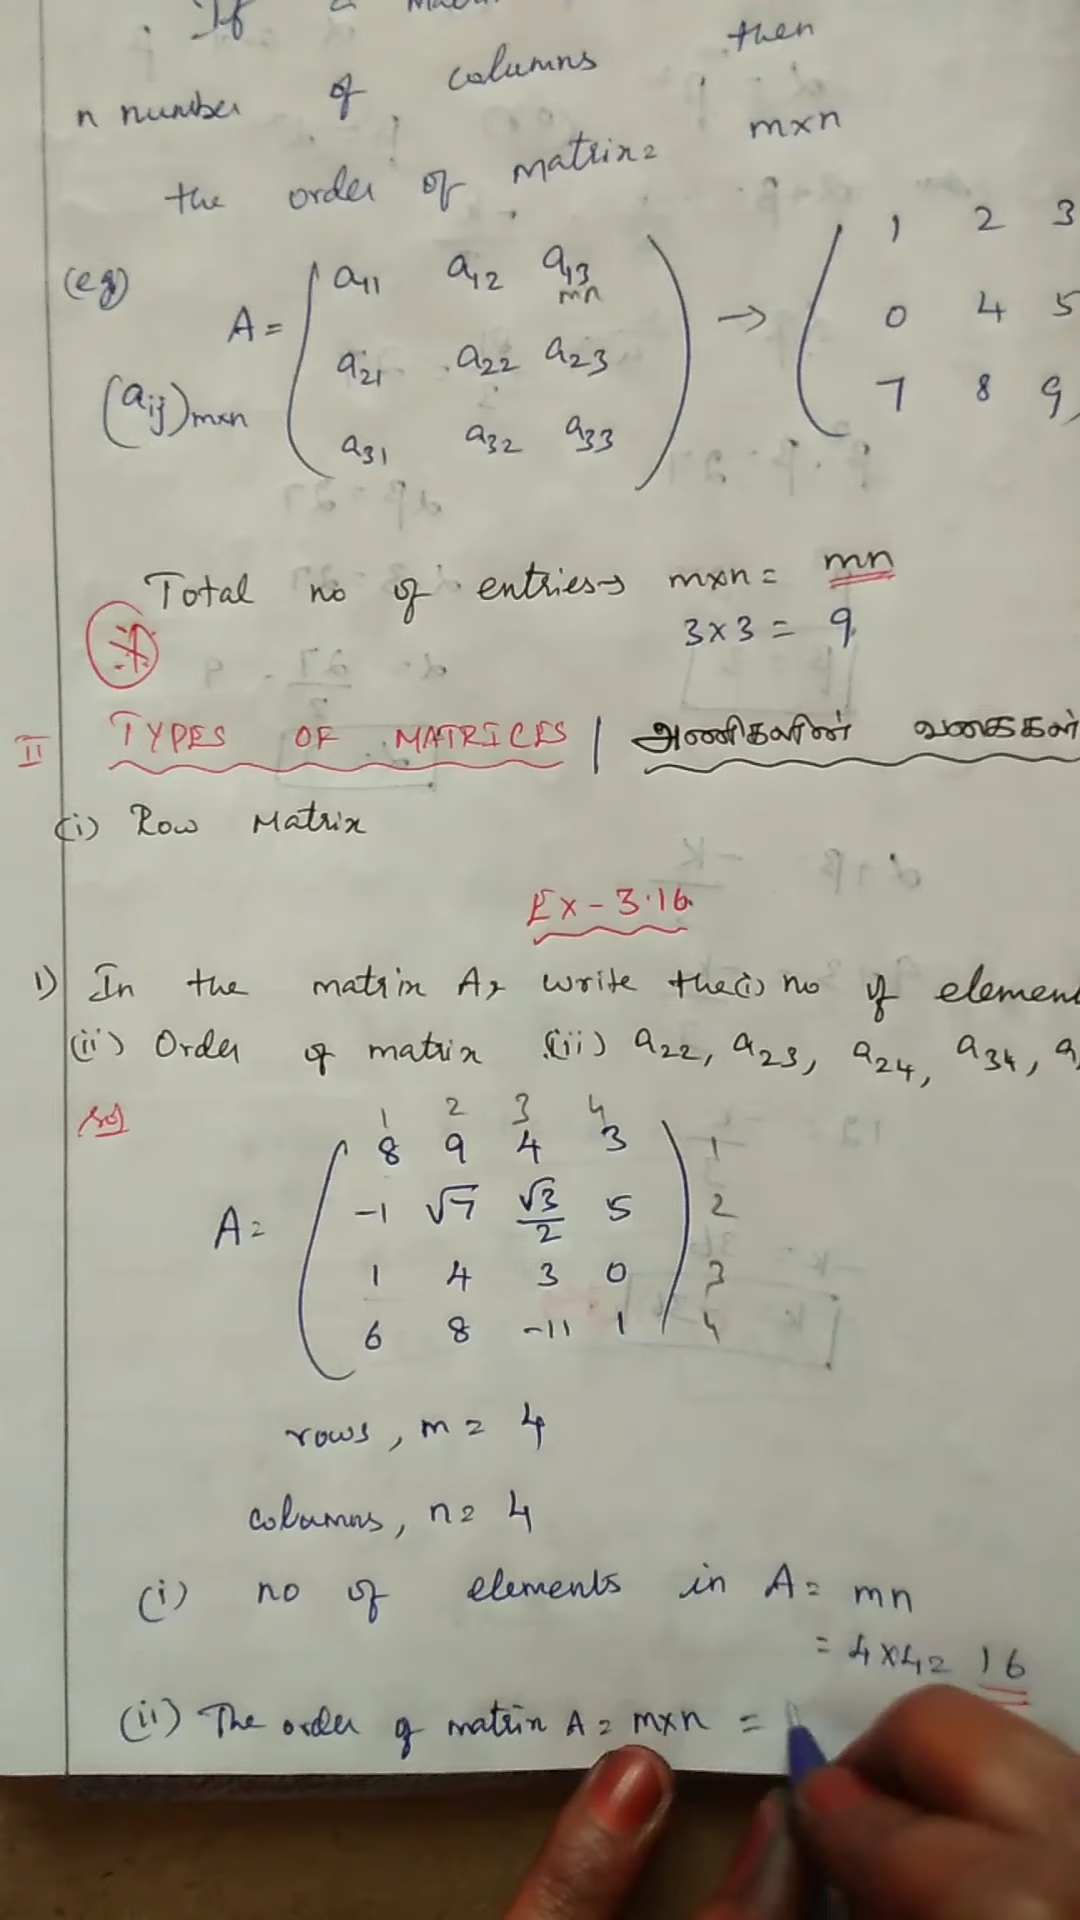 If a
n number of columns then
the order of matrix = m×n
(eg) A = ( a11 a12 a13 → ( 1 2 3
mn
(aij)m×n a21 a22 a23 0 4 5
a31 a32 a33 ) 7 8 9
Total no of entries → m×n = mn
3×3 = 9
II TYPES OF MATRICES | அணிகளின் வகைகள்
(i) Row Matrix
Ex-3.16
1) In the matrix A, write the (i) no of
(ii) Order of matrix (iii) a22, a23, a24, a34,
sol
1 2 3 4
A = ( 8 9 4 3 ) 1
-1 √7 √3/2 5 2
1 4 3 0 3
6 8 -11 1 4
rows, m = 4
columns, n = 4
(i) no of elements in A = mn
= 4×4 = 16
(ii) The order of matrix A = m×n =